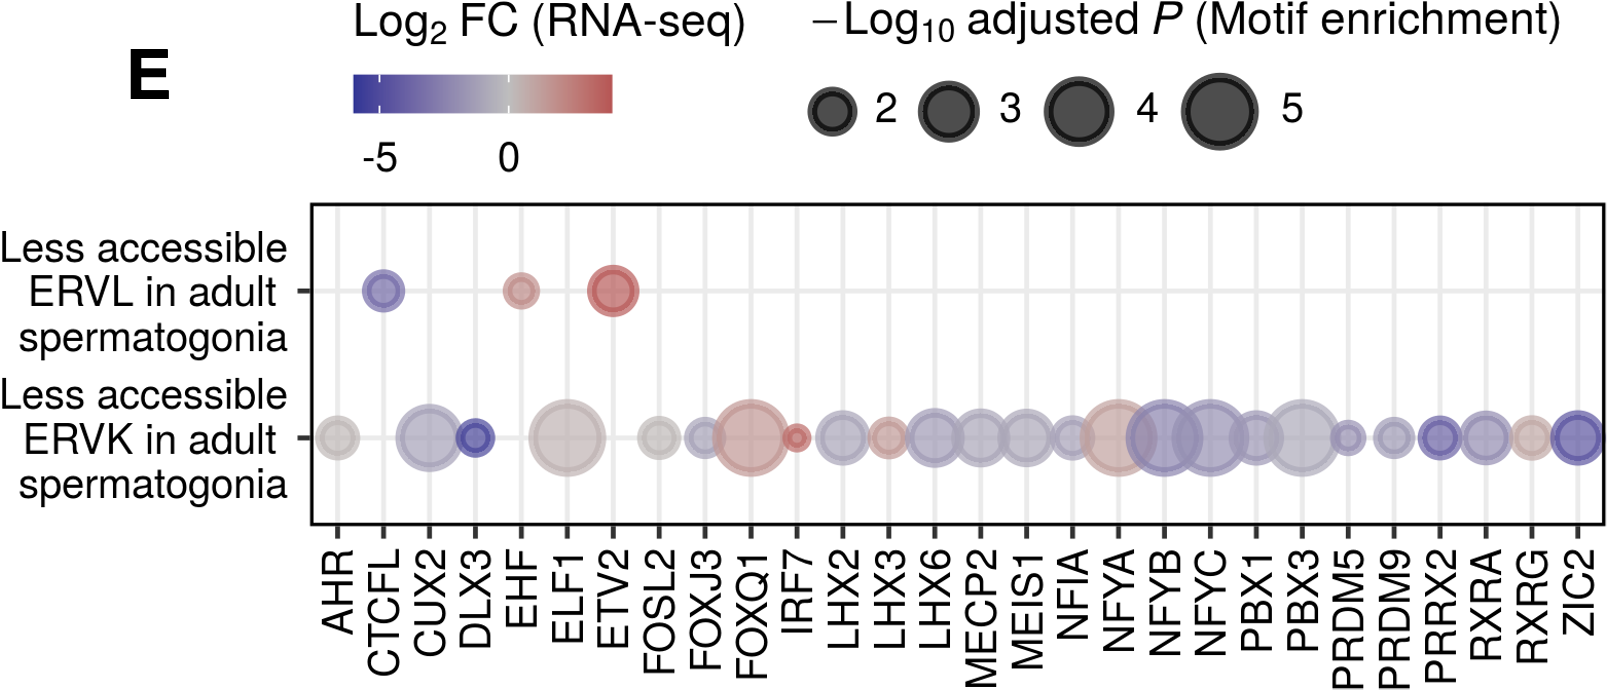 E
Log2 FC (RNA-seq)
-5 0
−Log10 adjusted P (Motif enrichment)
2 3 4 5
Less accessible
ERVL in adult
spermatogonia
Less accessible
ERVK in adult
spermatogonia
AHR
CTCFL
CUX2
DLX3
EHF
ELF1
ETV2
FOSL2
FOXJ3
FOXQ1
IRF7
LHX2
LHX3
LHX6
MECP2
MEIS1
NFIA
NFYA
NFYB
NFYC
PBX1
PBX3
PRDM5
PRDM9
PRRX2
RXRA
RXRG
ZIC2